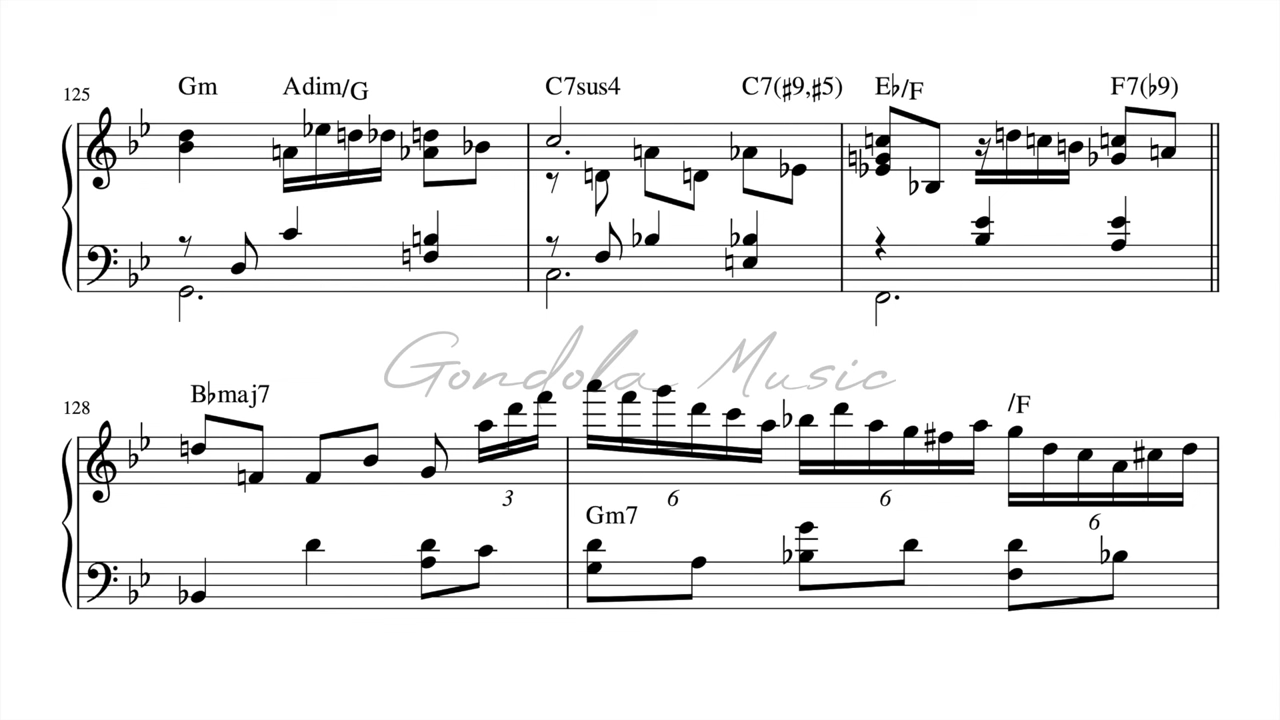 125 Gm Adim/G C7sus4 C7(♯9,♯5) E♭/F F7(♭9)
Gondola Music
128 B♭maj7 /F
3 6 6 6
Gm7